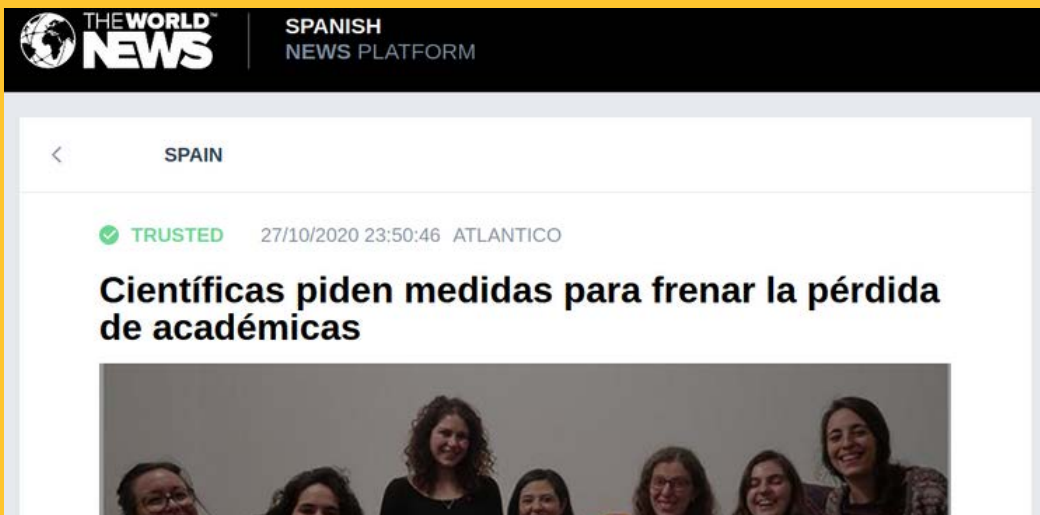 THE WORLD™
NEWS
SPANISH
NEWS PLATFORM
SPAIN
TRUSTED 27/10/2020 23:50:46 ATLANTICO
Científicas piden medidas para frenar la pérdida
de académicas